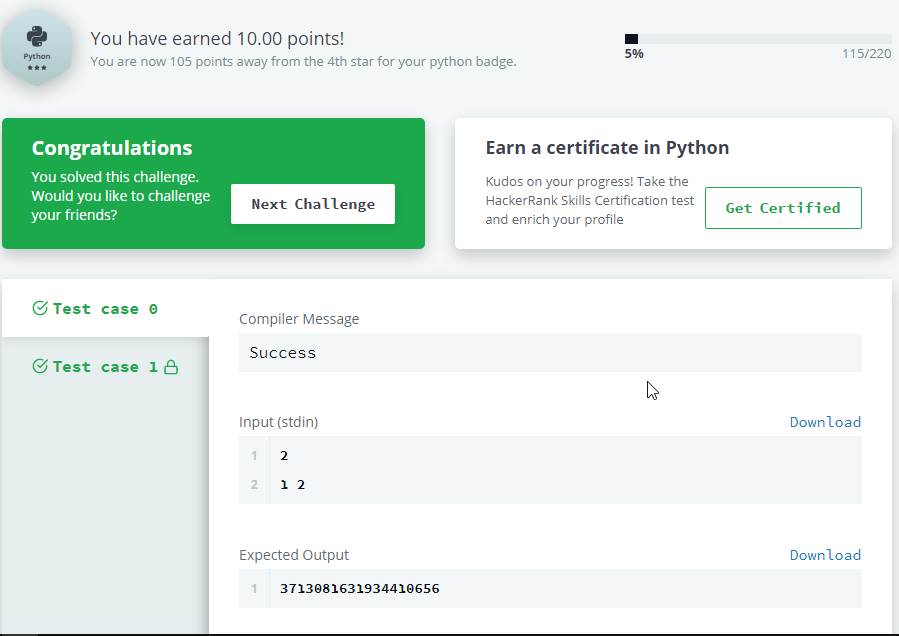 Python
★★★
You have earned 10.00 points!
You are now 105 points away from the 4th star for your python badge.
5%
115/220
Congratulations
You solved this challenge.
Would you like to challenge
your friends?
Next Challenge
Earn a certificate in Python
Kudos on your progress! Take the
HackerRank Skills Certification test
and enrich your profile
Get Certified
Test case 0
Test case 1
Compiler Message
Success
Input (stdin)
Download
1 2
2 1 2
Expected Output
Download
1 3713081631934410656